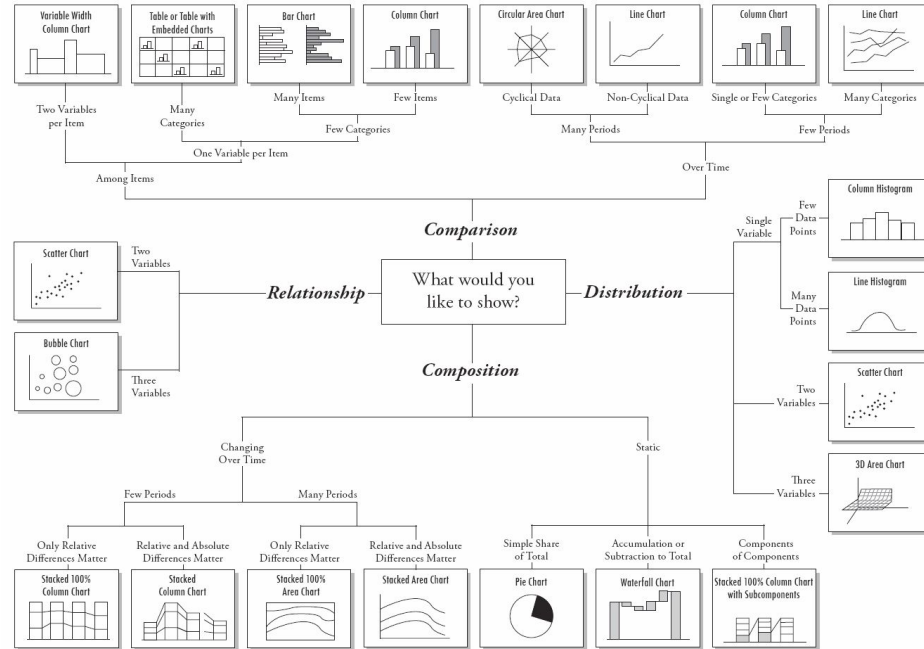 Variable Width
Column Chart
Table or Table with
Embedded Charts
Bar Chart
Column Chart
Circular Area Chart
Line Chart
Column Chart
Line Chart
Two Variables
per Item
Many
Categories
Many Items
Few Items
Cyclical Data
Non-Cyclical Data
Single or Few Categories
Many Categories
Few Categories
Many Periods
Few Periods
One Variable per Item
Over Time
Among Items
Comparison
Scatter Chart
Two
Variables
Relationship
Bubble Chart
Three
Variables
What would you
like to show?
Distribution
Single
Variable
Few
Data
Points
Column Histogram
Many
Data
Points
Line Histogram
Two
Variables
Scatter Chart
Three
Variables
3D Area Chart
Composition
Changing
Over Time
Static
Few Periods
Many Periods
Only Relative
Differences Matter
Relative and Absolute
Differences Matter
Only Relative
Differences Matter
Relative and Absolute
Differences Matter
Simple Share
of Total
Accumulation or
Subtraction to Total
Components
of Components
Stacked 100%
Column Chart
Stacked
Column Chart
Stacked 100%
Area Chart
Stacked Area Chart
Pie Chart
Waterfall Chart
Stacked 100% Column Chart
with Subcomponents